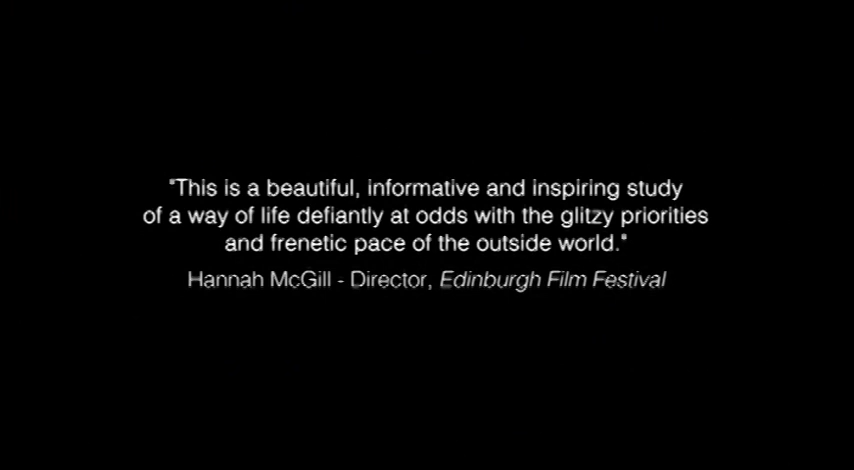 "This is a beautiful, informative and inspiring study
of a way of life defiantly at odds with the glitzy priorities
and frenetic pace of the outside world."
Hannah McGill - Director, Edinburgh Film Festival